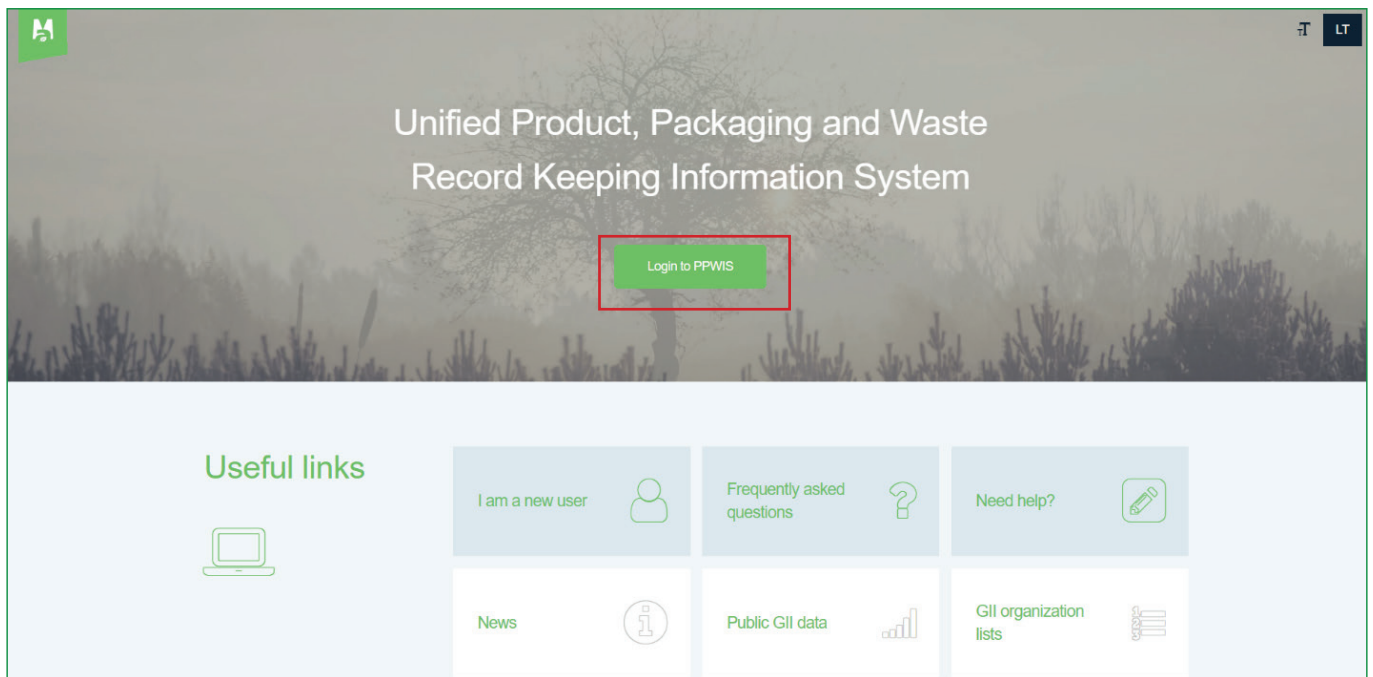 LT
Unified Product, Packaging and Waste
Record Keeping Information System
Login to PPWIS
Useful links
I am a new user
Frequently asked
questions
Need help?
News
Public GII data
GII organization
lists